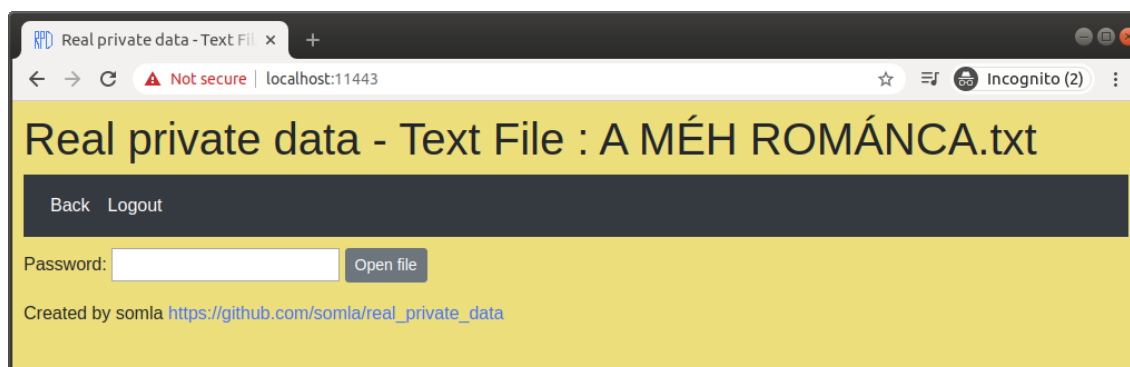 RPD Real private data - Text Fil
Not secure localhost:11443 Incognito (2)
Real private data - Text File : A MÉH ROMÁNCA.txt
Back Logout
Password: Open file
Created by somla https://github.com/somla/real_private_data